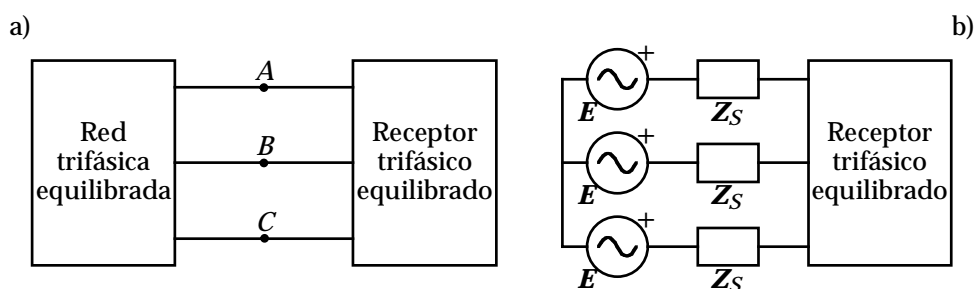 a)
A
B
C
Red
trifásica
equilibrada
Receptor
trifásico
equilibrado
b)
+
E
Z_S
+
E
Z_S
+
E
Z_S
Receptor
trifásico
equilibrado